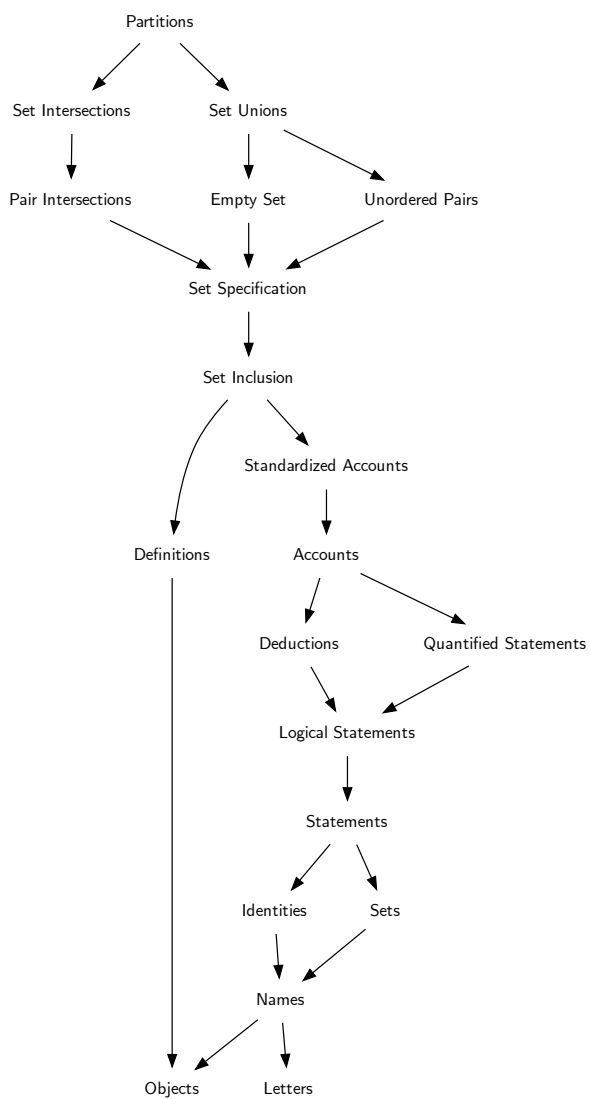 Partitions
Set Intersections
Set Unions
Pair Intersections
Empty Set
Unordered Pairs
Set Specification
Set Inclusion
Standardized Accounts
Definitions
Accounts
Deductions
Quantified Statements
Logical Statements
Statements
Identities
Sets
Names
Objects
Letters